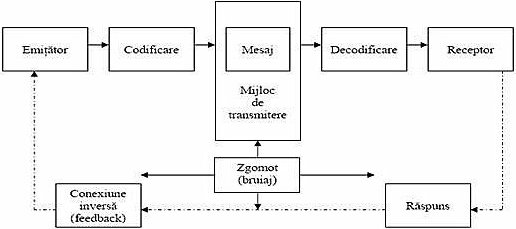 Emițător
Codificare
Mesaj
Decodificare
Receptor
Mijloc
de
transmitere
Zgomot
(bruiaj)
Conexiune
inversă
(feedback)
Răspuns